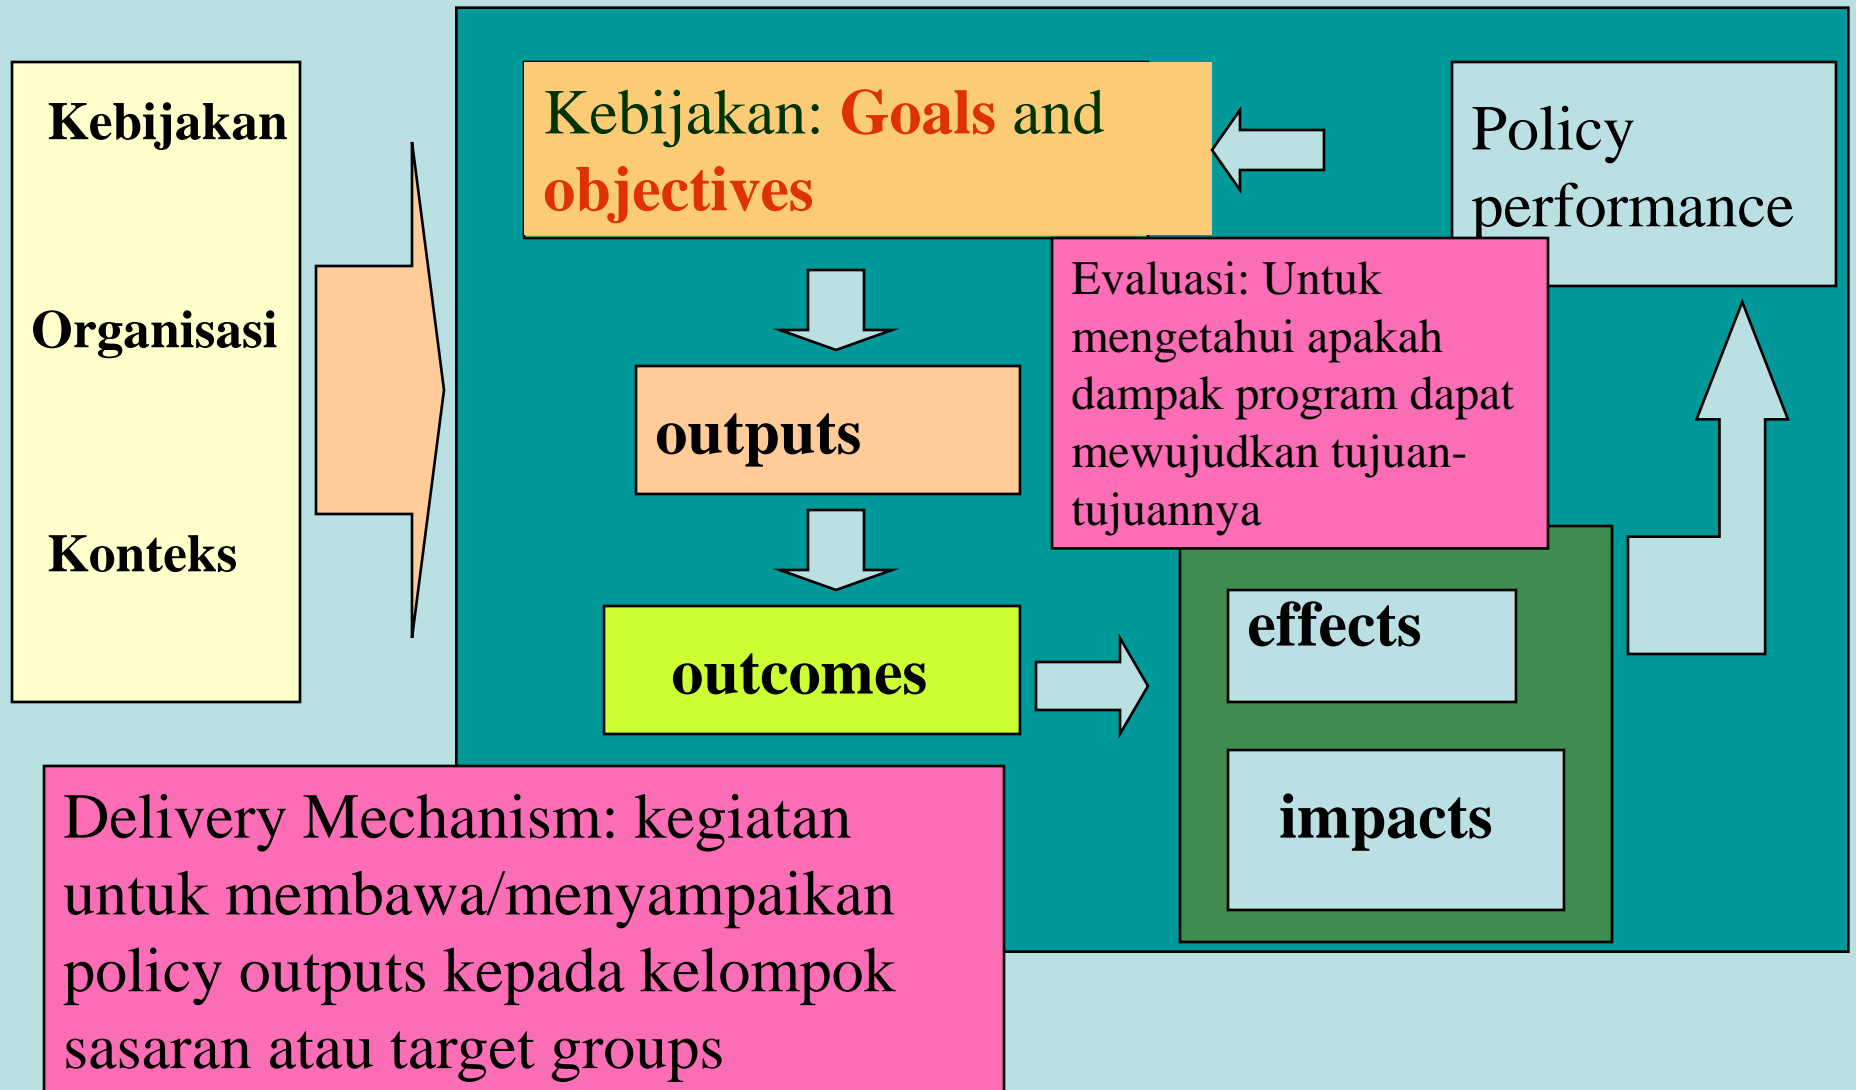 Kebijakan
Organisasi
Konteks
Kebijakan: Goals and
objectives
Policy
performance
Evaluasi: Untuk
mengetahui apakah
dampak program dapat
mewujudkan tujuan-
tujuannya
outputs
outcomes
effects
impacts
Delivery Mechanism: kegiatan
untuk membawa/menyampaikan
policy outputs kepada kelompok
sasaran atau target groups